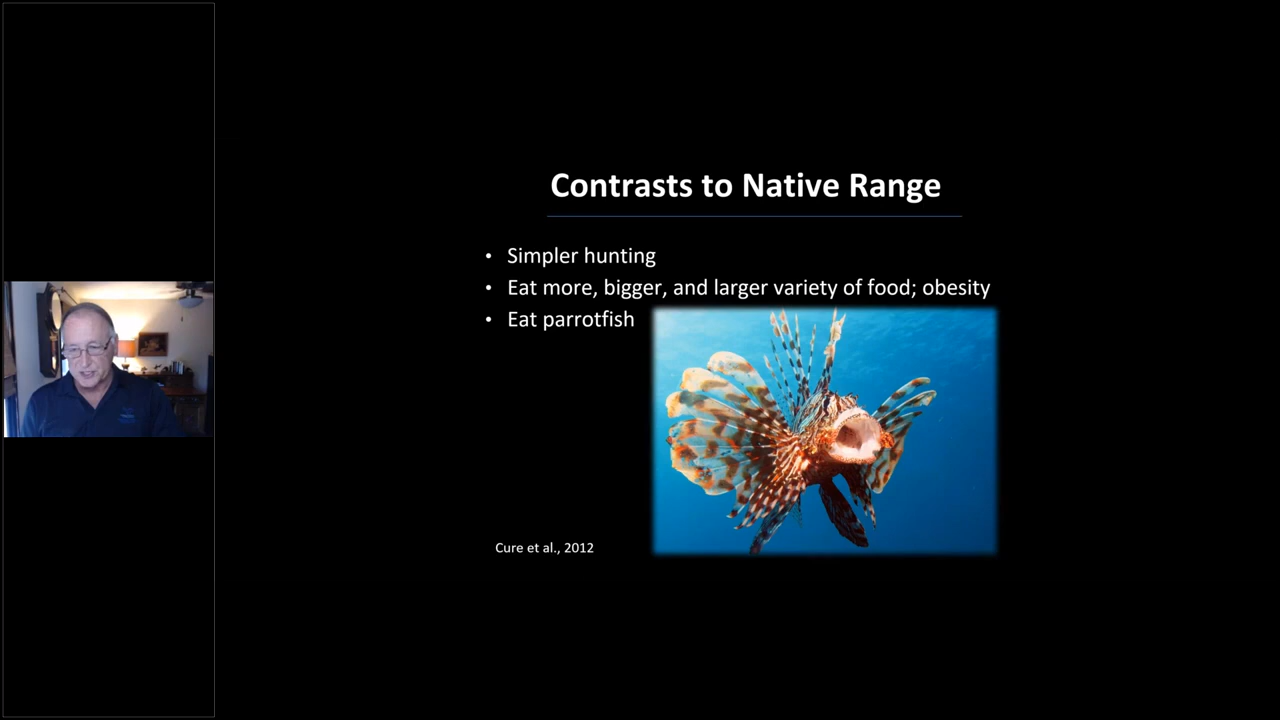 Contrasts to Native Range
• Simpler hunting
• Eat more, bigger, and larger variety of food; obesity
• Eat parrotfish
Cure et al., 2012